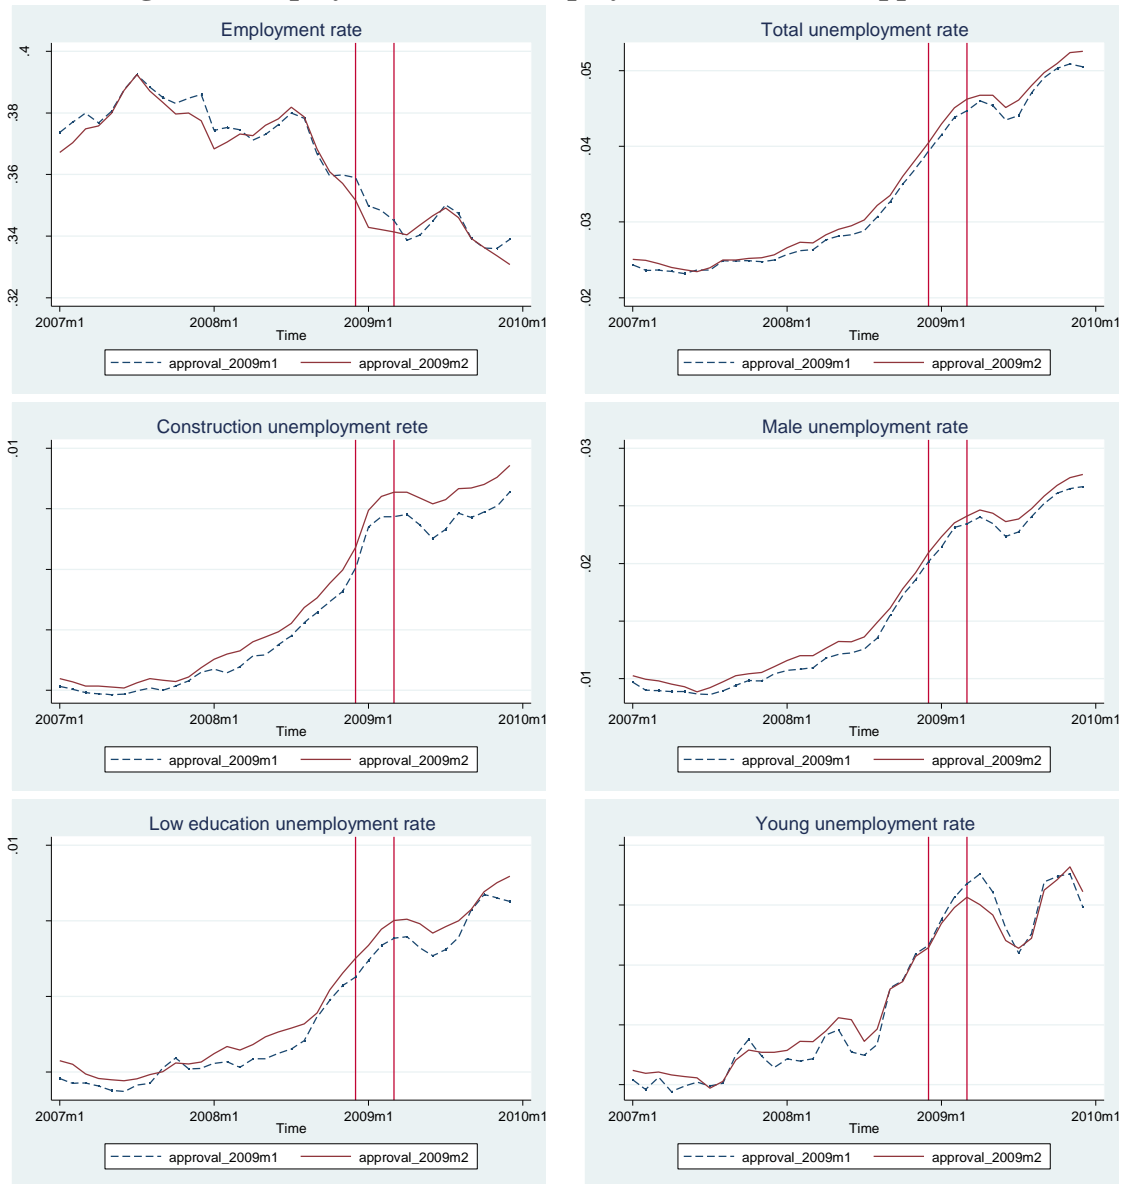 Employment rate
.4
.38
.36
.34
.32
2007m1 2008m1 2009m1 2010m1
Time
approval_2009m1 approval_2009m2
Total unemployment rate
.05
.04
.03
.02
2007m1 2008m1 2009m1 2010m1
Time
approval_2009m1 approval_2009m2
Construction unemployment rete
.01
2007m1 2008m1 2009m1 2010m1
Time
approval_2009m1 approval_2009m2
Male unemployment rate
.03
.02
.01
2007m1 2008m1 2009m1 2010m1
Time
approval_2009m1 approval_2009m2
Low education unemployment rate
.01
2007m1 2008m1 2009m1 2010m1
Time
approval_2009m1 approval_2009m2
Young unemployment rate
2007m1 2008m1 2009m1 2010m1
Time
approval_2009m1 approval_2009m2